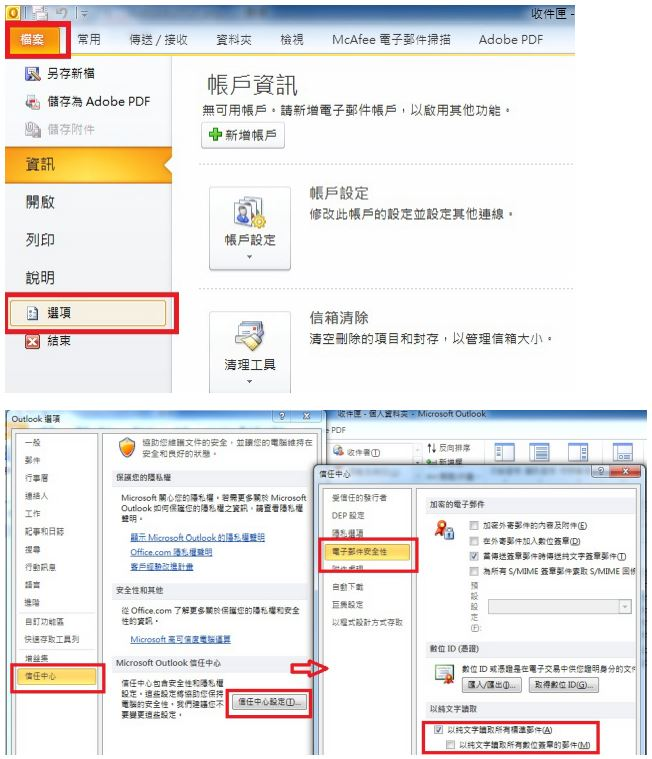 收件匣 -
檔案 常用 傳送 / 接收 資料夾 檢視 McAfee 電子郵件掃描 Adobe PDF
另存新檔
儲存為 Adobe PDF
儲存附件
資訊
開啟
列印
說明
選項
結束
帳戶資訊
無可用帳戶。請新增電子郵件帳戶，以啟用其他功能。
新增帳戶
帳戶設定
帳戶設定
修改此帳戶的設定並設定其他連線。
清理工具
信箱清除
清空刪除的項目和封存，以管理信箱大小。
Outlook 選項
一般
郵件
行事曆
連絡人
工作
記事和日誌
搜尋
行動訊息
語言
進階
自訂功能區
快速存取工具列
增益集
信任中心
協助您維護文件的安全，並讓您的電腦維持在
安全和良好的狀態。
保護您的隱私權
Microsoft 關心您的隱私權。若需更多關於 Microsoft
Outlook 如何保護您的隱私權之資訊，請查看隱私權
聲明。
顯示 Microsoft Outlook 的隱私權聲明
Office.com 隱私權聲明
客戶經驗改進計畫
安全性和其他
從 Office.com 了解更多關於保護您的隱私權和安全
性的資訊。
Microsoft 高可信度電腦運算
Microsoft Outlook 信任中心
信任中心包含安全性和隱私權
設定。這些設定將協助您保持
電腦的安全性。我們建議您不
要變更這些設定。
信任中心設定(T)...
收件匣 - 個人資料夾 - Microsoft Outlook
PDF
收件者(I)
反向排序
新增欄
信任中心
受信任的發行者
DEP 設定
隱私選項
電子郵件安全性
附件處理
自動下載
巨集設定
以程式設計方式存取
加密的電子郵件
加密外寄郵件的內容及附件(E)
在外寄郵件加入數位簽章(D)
當傳送簽章郵件時傳送純文字簽章郵件(T)
為所有 S/MIME 簽章郵件索取 S/MIME 回條
預
設
設
定
(F):
數位 ID (憑證)
數位 ID 或憑證是在電子交易中供您證明身分的文件
匯入/匯出(I)... 取得數位 ID(G)...
以純文字讀取
以純文字讀取所有標準郵件(A)
以純文字讀取所有數位簽章的郵件(M)